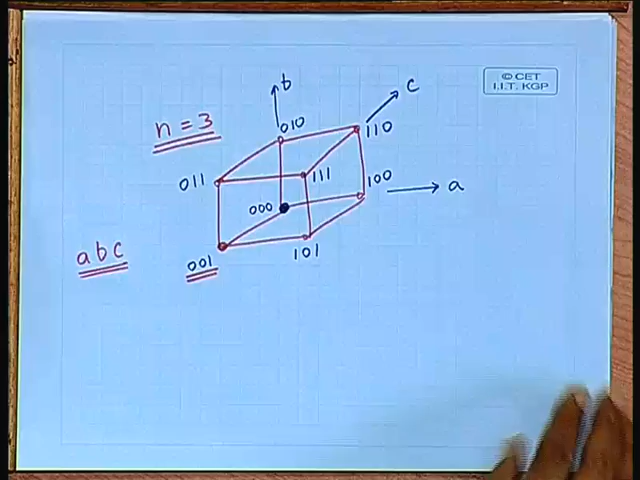 © CET
I.I.T. KGP
b
c
n = 3
010
110
011
111
100
000
a
abc
001
101